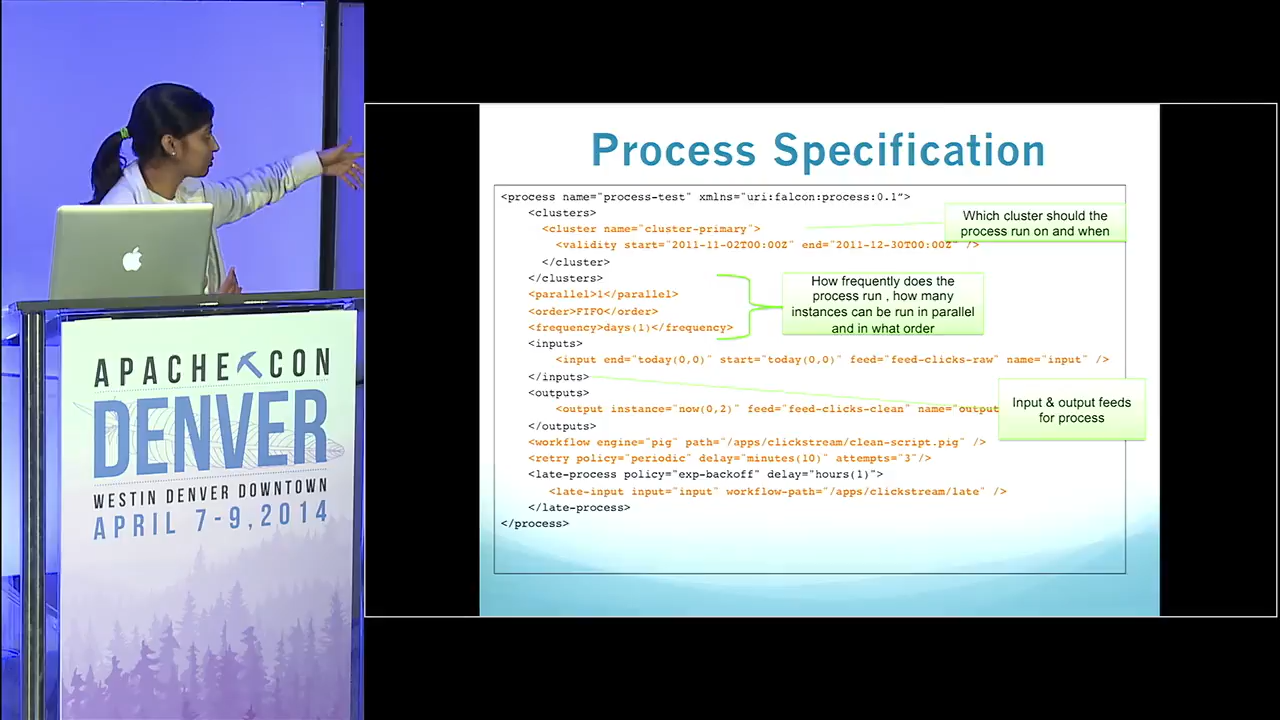 APACHE CON
DENVER
WESTIN DENVER DOWNTOWN
APRIL 7-9, 2014
Process Specification
<process name="process-test" xmlns="uri:falcon:process:0.1">
<clusters>
<cluster name="cluster-primary">
<validity start="2011-11-02T00:00Z" end="2011-12-30T00:00Z" />
</cluster>
</clusters>
<parallel>1</parallel>
<order>FIFO</order>
<frequency>days(1)</frequency>
<inputs>
<input end="today(0,0)" start="today(0,0)" feed="feed-clicks-raw" name="input" />
</inputs>
<outputs>
<output instance="now(0,2)" feed="feed-clicks-clean" name="output
</outputs>
<workflow engine="pig" path="/apps/clickstream/clean-script.pig" />
<retry policy="periodic" delay="minutes(10)" attempts="3"/>
<late-process policy="exp-backoff" delay="hours(1)">
<late-input input="input" workflow-path="/apps/clickstream/late" />
</late-process>
</process>
Which cluster should the
process run on and when
How frequently does the
process run , how many
instances can be run in parallel
and in what order
Input & output feeds
for process